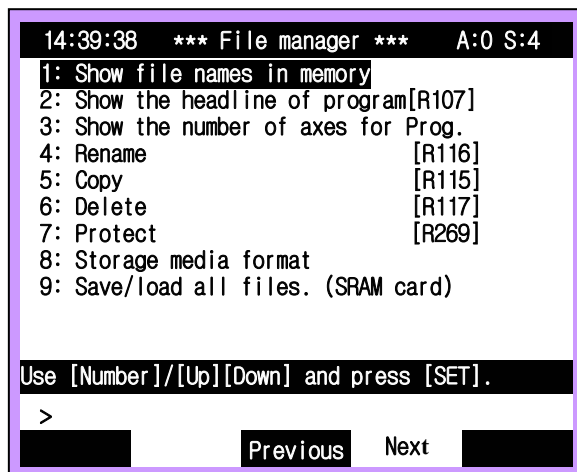 14:39:38 *** File manager *** A:0 S:4
1: Show file names in memory
2: Show the headline of program[R107]
3: Show the number of axes for Prog.
4: Rename [R116]
5: Copy [R115]
6: Delete [R117]
7: Protect [R269]
8: Storage media format
9: Save/load all files. (SRAM card)
Use [Number]/[Up][Down] and press [SET].
>
Previous Next